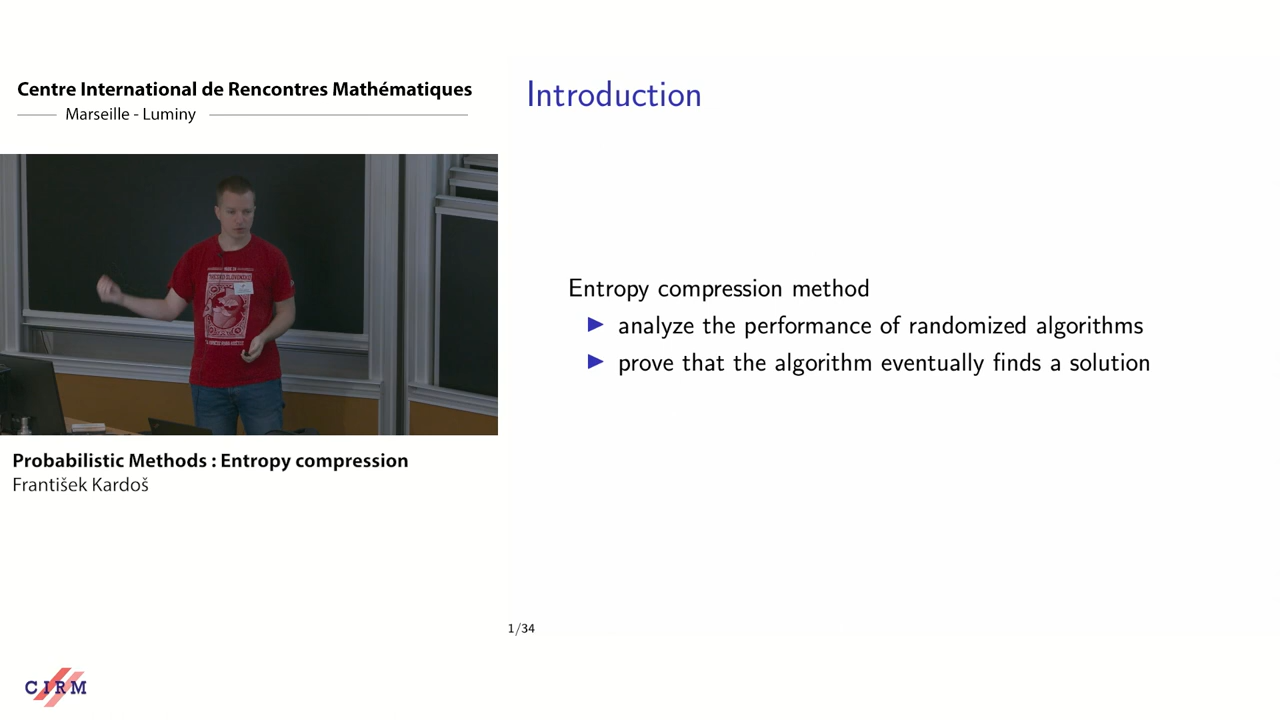 Centre International de Rencontres Mathématiques
Marseille - Luminy
Introduction
Entropy compression method
analyze the performance of randomized algorithms
prove that the algorithm eventually finds a solution
Probabilistic Methods : Entropy compression
František Kardoš
1/34
CIRM